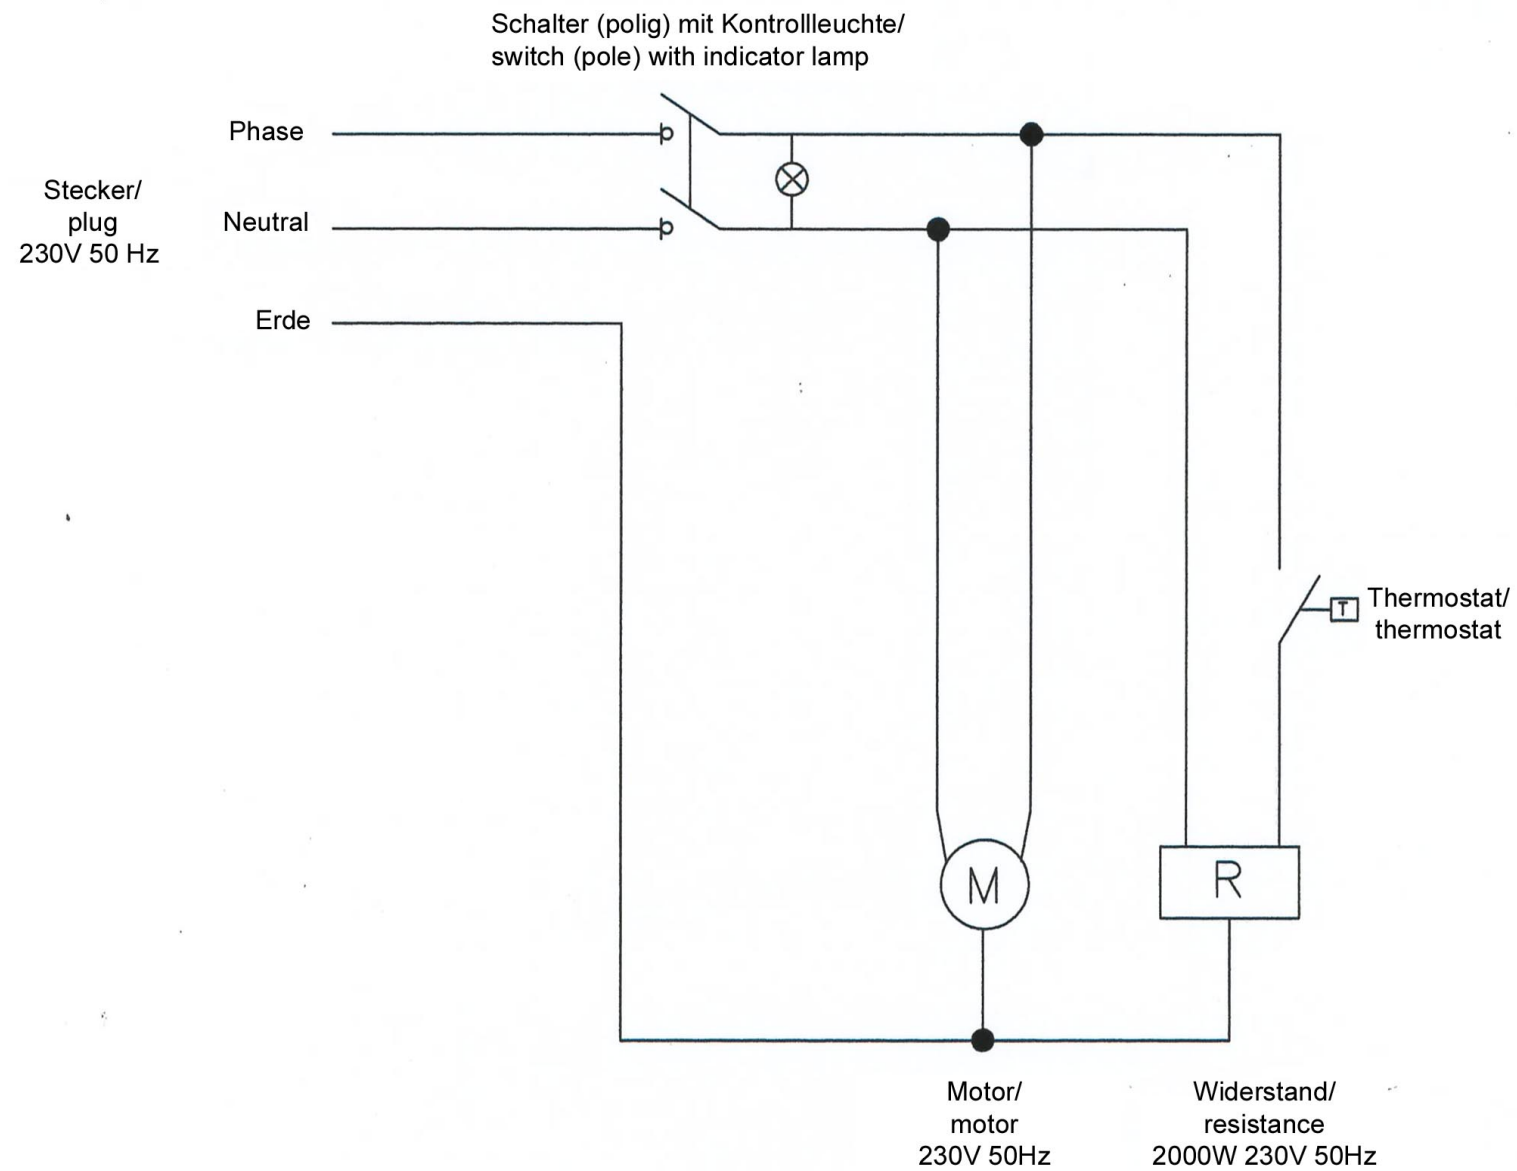 Schalter (polig) mit Kontrollleuchte/
switch (pole) with indicator lamp
Phase
Stecker/
plug
230V 50 Hz
Neutral
Erde
Thermostat/
thermostat
T
M
R
Motor/
motor
230V 50Hz
Widerstand/
resistance
2000W 230V 50Hz